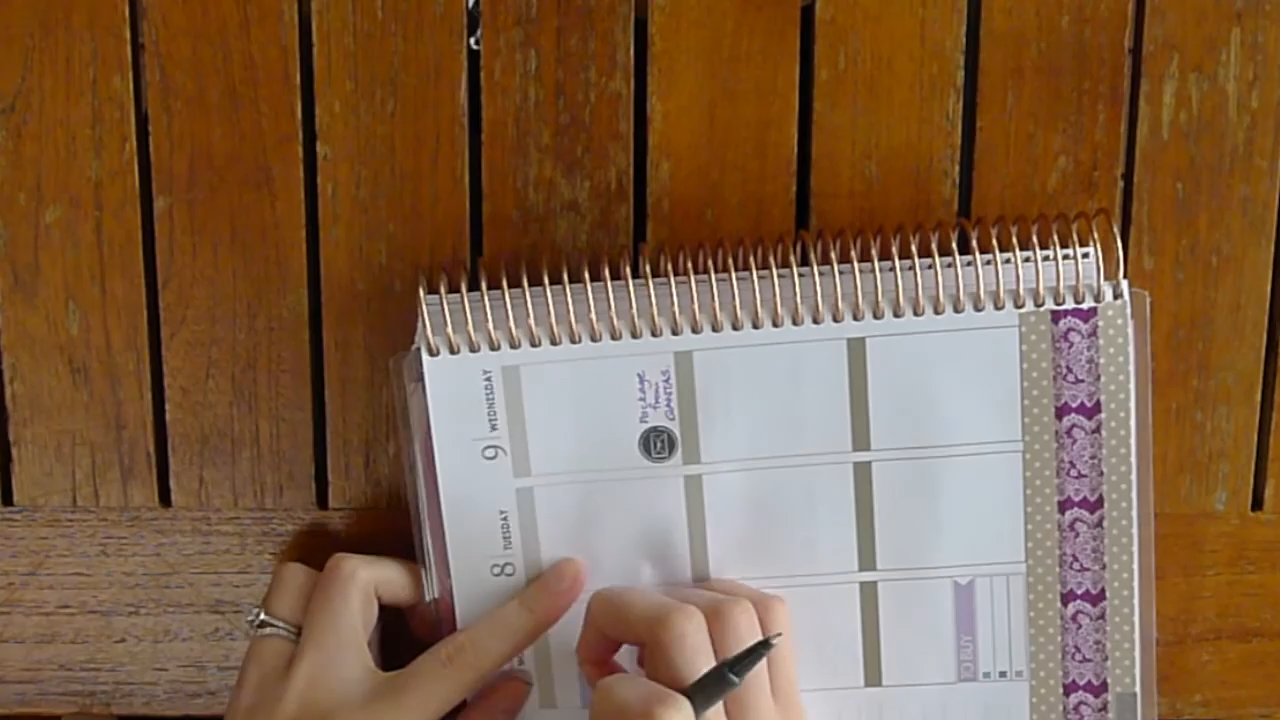 9 WEDNESDAY
Package
from
QANTAS.
8 TUESDAY
TO BUY